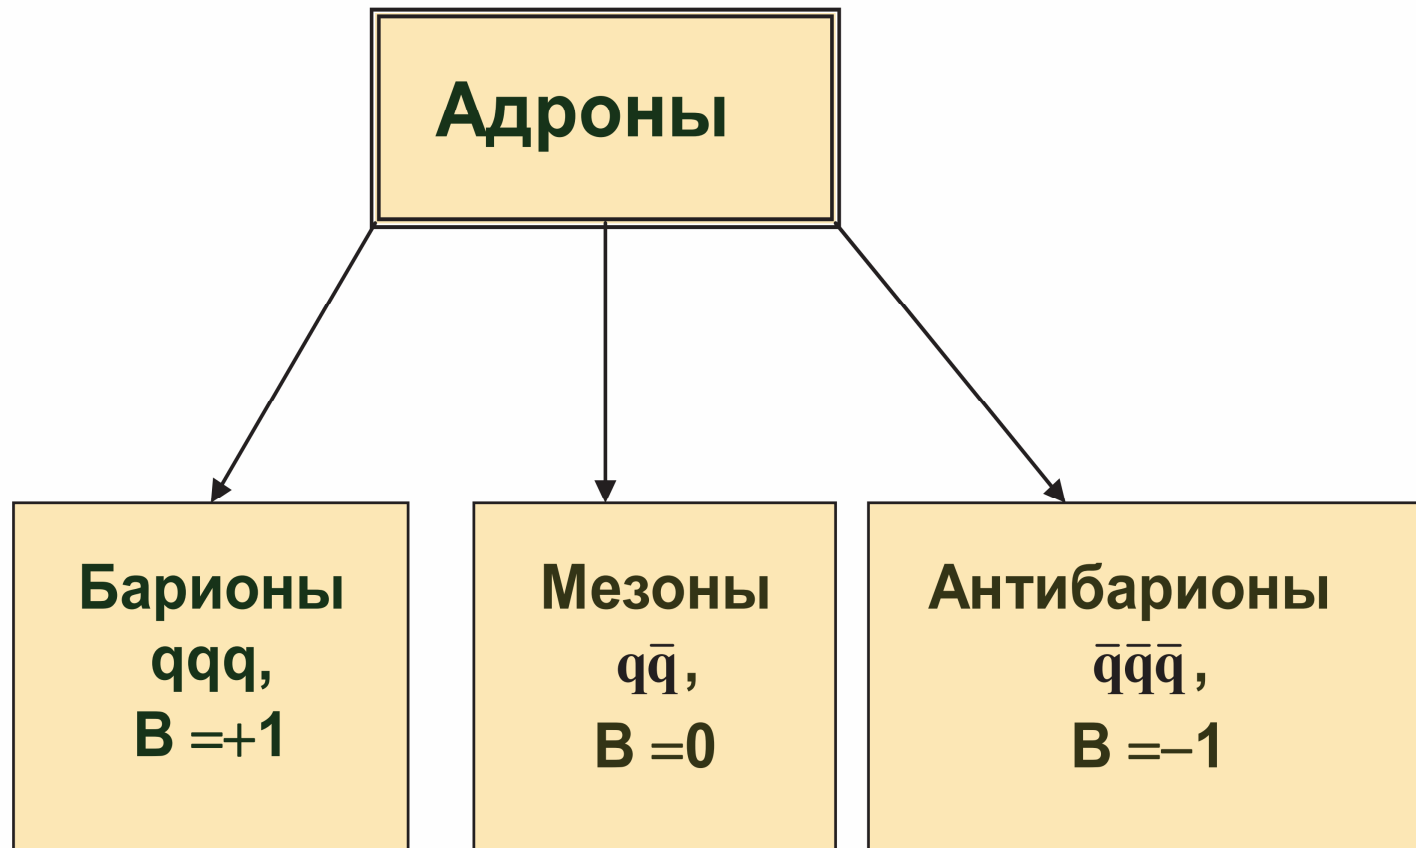 Адроны
Барионы
qqq,
B =+1
Мезоны
qq̅,
B =0
Антибарионы
q̅q̅q̅,
B =–1